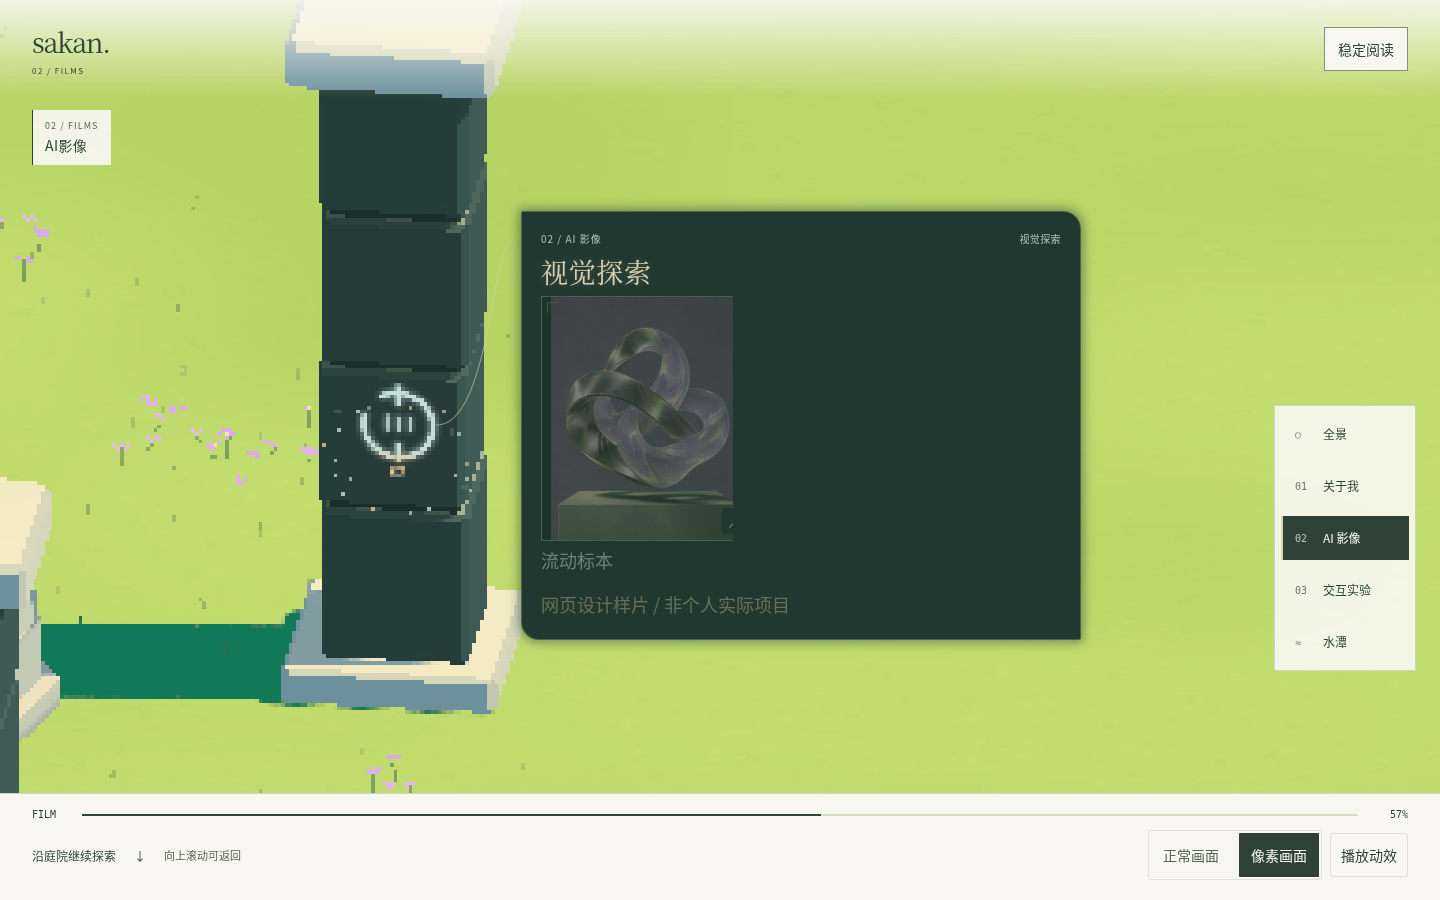 sakan.
02 / FILMS
稳定阅读
02 / FILMS
AI影像
02 / AI 影像
视觉探索
视觉探索
流动标本
网页设计样片 / 非个人实际项目
全景
01 关于我
02 AI 影像
03 交互实验
≈ 水潭
FILM
57%
沿庭院继续探索 ↓ 向上滚动可返回
正常画面
像素画面
播放动效